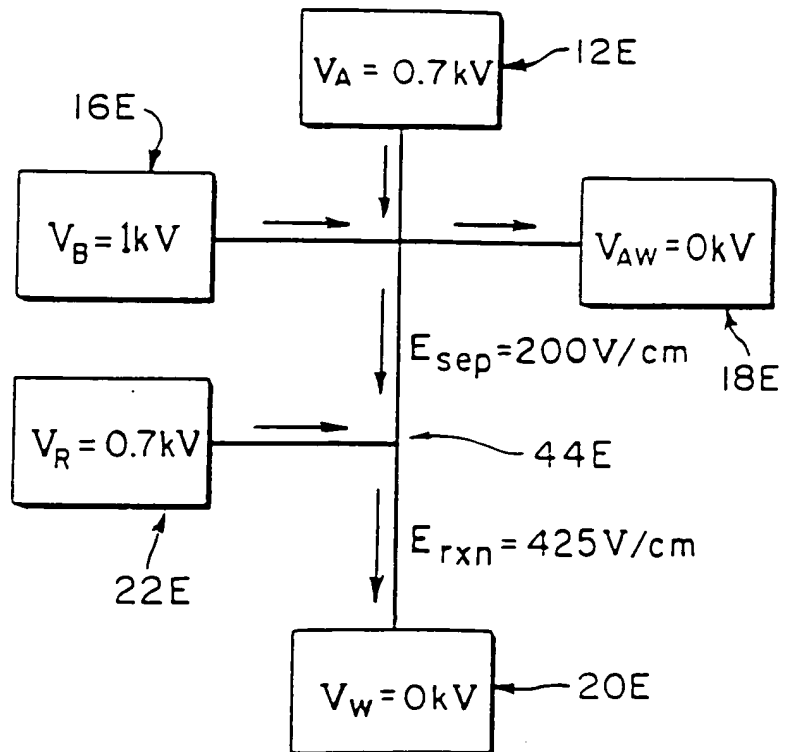 V_A = 0.7kV
12E
16E
V_B = 1kV
V_AW = 0kV
18E
E_sep = 200V/cm
V_R = 0.7kV
44E
22E
E_rxn = 425V/cm
V_W = 0kV
20E